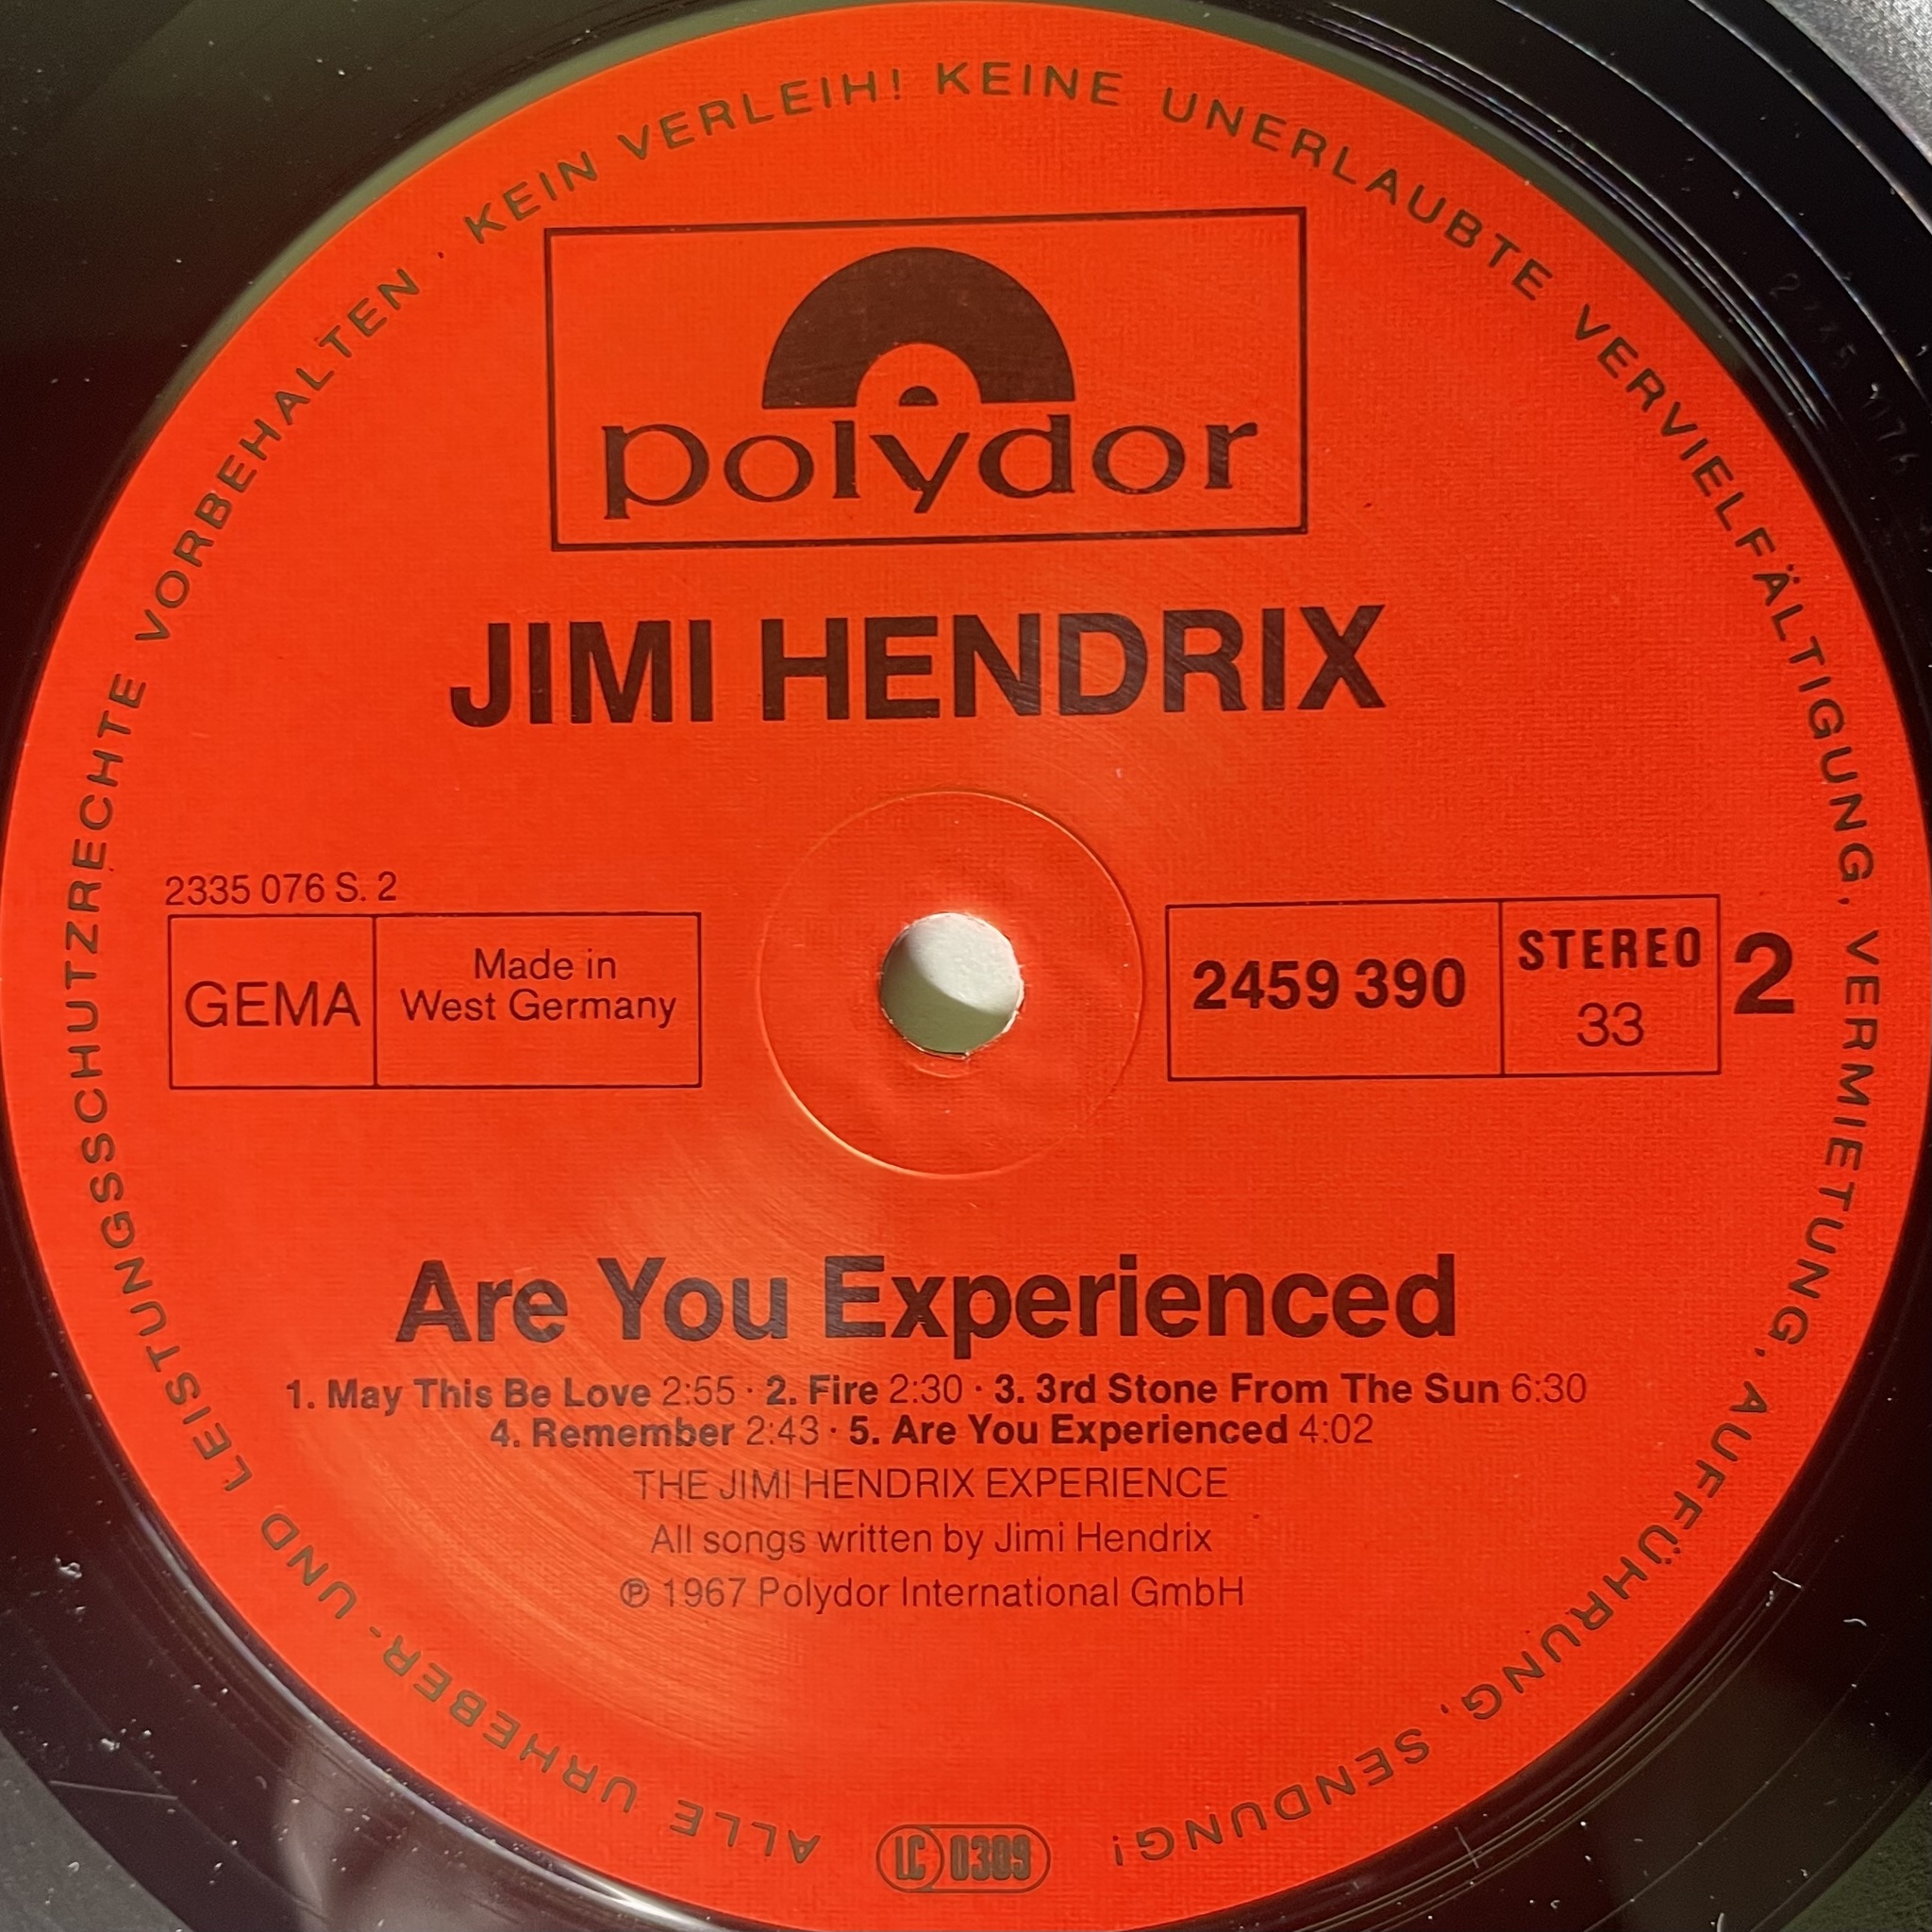 ALLE URHEBER- UND LEISTUNGSSCHUTZRECHTE VORBEHALTEN · KEIN VERLEIH! KEINE UNERLAUBTE VERVIELFÄLTIGUNG, VERMIETUNG, AUFFÜHRUNG, SENDUNG!
polydor
JIMI HENDRIX
2335 076 S. 2
GEMA
Made in
West Germany
2459 390
STEREO
33
2
Are You Experienced
1. May This Be Love 2:55 · 2. Fire 2:30 · 3. 3rd Stone From The Sun 6:30
4. Remember 2:43 · 5. Are You Experienced 4:02
THE JIMI HENDRIX EXPERIENCE
All songs written by Jimi Hendrix
℗ 1967 Polydor International GmbH
LC 0309